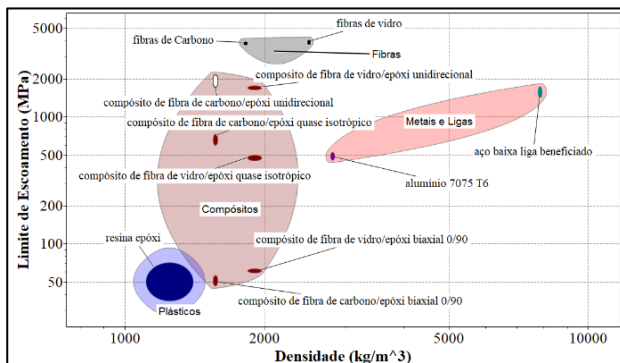 5000
2000
1000
500
100
50
Limite de Escoamento (MPa)
fibras de Carbono
fibras de vidro
Fibras
compósito de fibra de vidro/epóxi unidirecional
compósito de fibra de carbono/epóxi unidirecional
compósito de fibra de carbono/epóxi quase isotrópico
Metais e Ligas
aço baixa liga beneficiado
compósito de fibra de vidro/epóxi quase isotrópico
alumínio 7075 T6
Compósitos
resina epóxi
compósito de fibra de vidro/epóxi biaxial 0/90
Plásticos
compósito de fibra de carbono/epóxi biaxial 0/90
1000
2000
5000
10000
Densidade (kg/m^3)